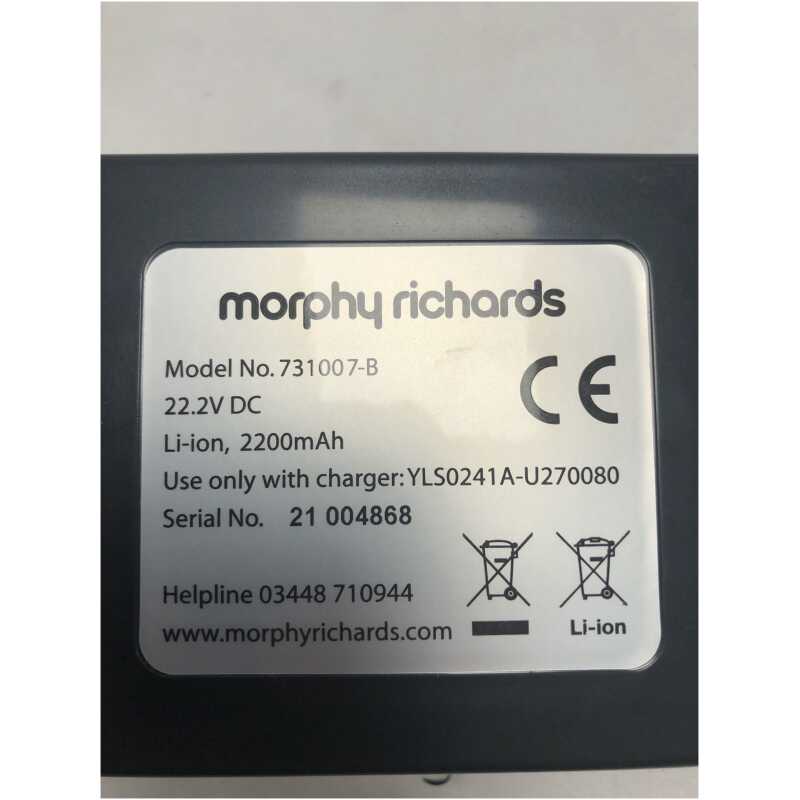 morphy richards
Model No. 731007-B
22.2V DC
Li-ion, 2200mAh
Use only with charger: YLS0241A-U270080
Serial No. 21 004868
Helpline 03448 710944
www.morphyrichards.com
CE
Li-ion